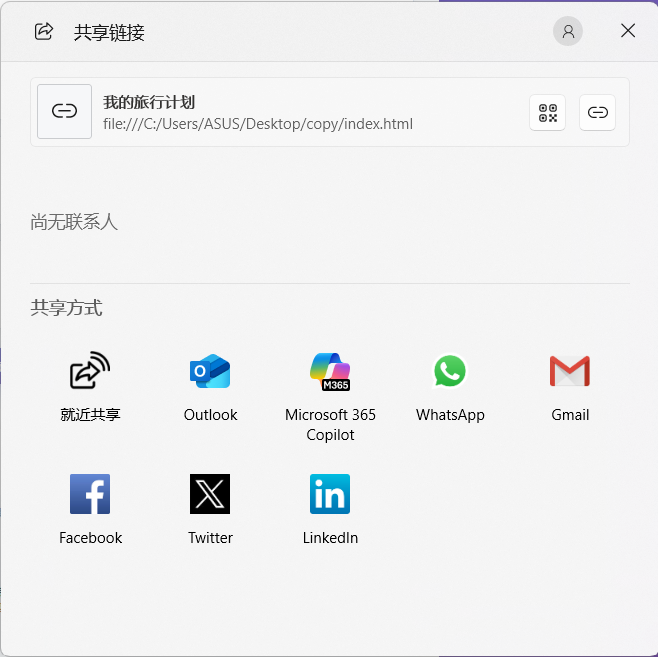 共享链接
我的旅行计划
file:///C:/Users/ASUS/Desktop/copy/index.html
尚无联系人
共享方式
M365
就近共享
Outlook
Microsoft 365
Copilot
WhatsApp
Gmail
Facebook
Twitter
LinkedIn